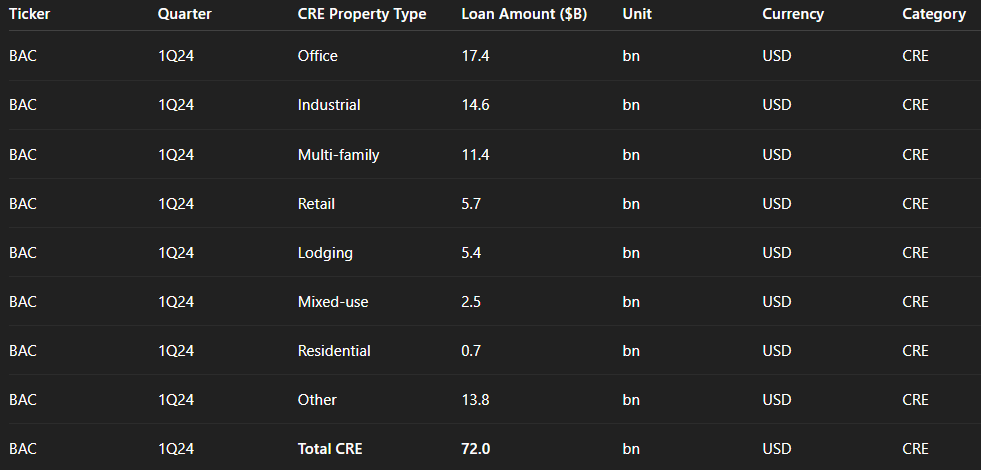 Ticker Quarter CRE Property Type Loan Amount ($B) Unit Currency Category
BAC 1Q24 Office 17.4 bn USD CRE
BAC 1Q24 Industrial 14.6 bn USD CRE
BAC 1Q24 Multi-family 11.4 bn USD CRE
BAC 1Q24 Retail 5.7 bn USD CRE
BAC 1Q24 Lodging 5.4 bn USD CRE
BAC 1Q24 Mixed-use 2.5 bn USD CRE
BAC 1Q24 Residential 0.7 bn USD CRE
BAC 1Q24 Other 13.8 bn USD CRE
BAC 1Q24 Total CRE 72.0 bn USD CRE